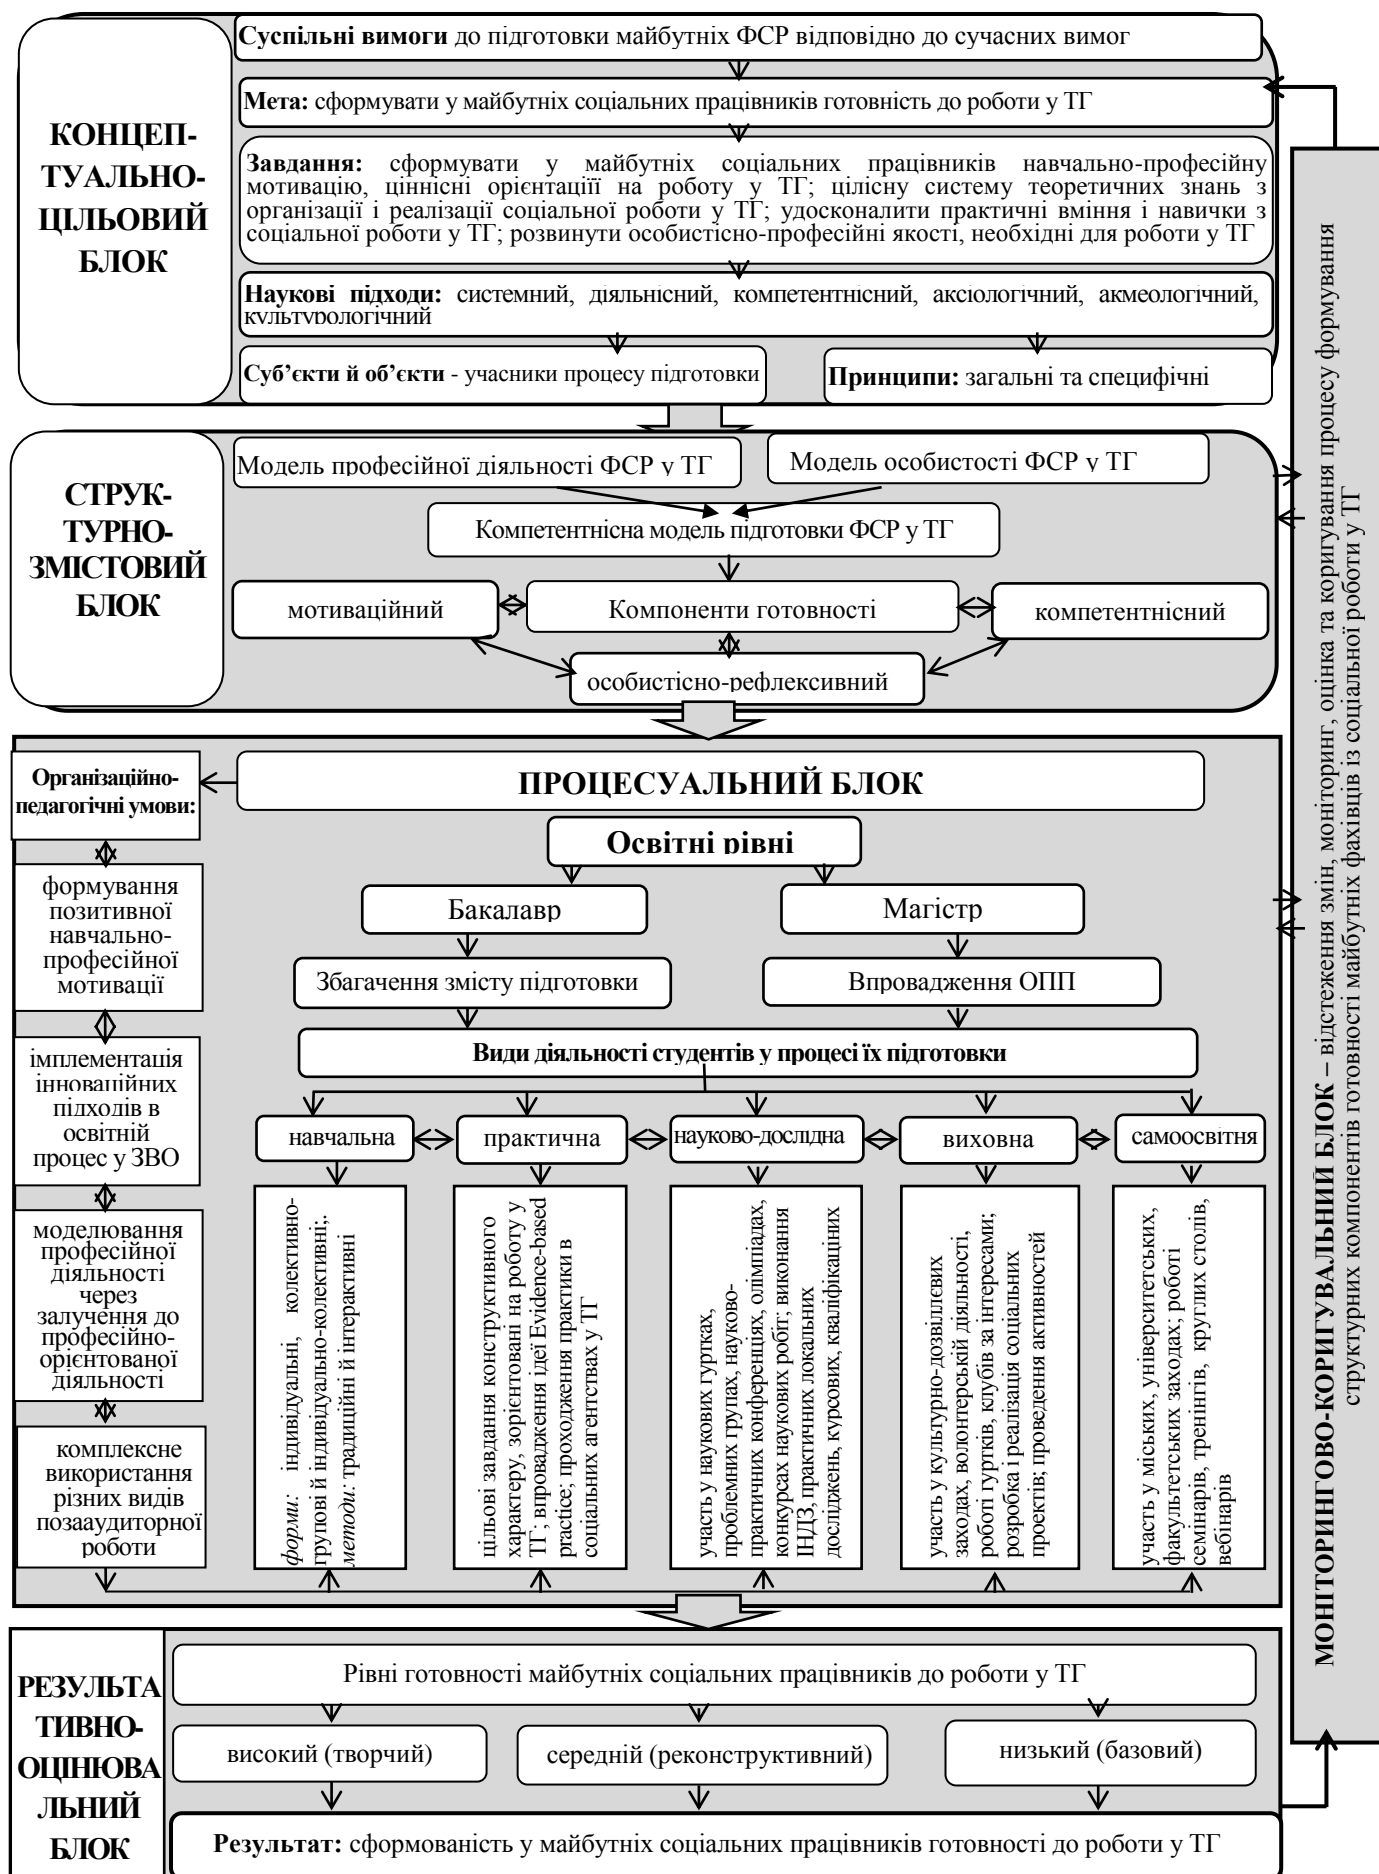 КОНЦЕП-
ТУАЛЬНО-
ЦІЛЬОВИЙ
БЛОК
Суспільні вимоги до підготовки майбутніх ФСР відповідно до сучасних вимог
Мета: сформувати у майбутніх соціальних працівників готовність до роботи у ТГ
Завдання: сформувати у майбутніх соціальних працівників навчально-професійну
мотивацію, ціннісні орієнтаціїї на роботу у ТГ; цілісну систему теоретичних знань з
організації і реалізації соціальної роботи у ТГ; удосконалити практичні вміння і навички з
соціальної роботи у ТГ; розвинути особистісно-професійні якості, необхідні для роботи у ТГ
Наукові підходи: системний, діяльнісний, компетентнісний, аксіологічний, акмеологічний,
культурологічний
Суб’єкти й об’єкти - учасники процесу підготовки
Принципи: загальні та специфічні
СТРУК-
ТУРНО-
ЗМІСТОВИЙ
БЛОК
Модель професійної діяльності ФСР у ТГ
Модель особистості ФСР у ТГ
Компетентнісна модель підготовки ФСР у ТГ
мотиваційний
Компоненти готовності
компетентнісний
особистісно-рефлексивний
Організаційно-
педагогічні умови:
ПРОЦЕСУАЛЬНИЙ БЛОК
Освітні рівні
Бакалавр
Магістр
Збагачення змісту підготовки
Впровадження ОПП
Види діяльності студентів у процесі їх підготовки
навчальна
практична
науково-дослідна
виховна
самоосвітня
формування
позитивної
навчально-
професійної
мотивації
імплементація
інноваційних
підходів в
освітній
процес у ЗВО
моделювання
професійної
діяльності
через
залучення до
професійно-
орієнтованої
діяльності
комплексне
використання
різних видів
позааудиторної
роботи
форми: індивідуальні, колективно-
групові й індивідуально-колективні;.
методи: традиційні й інтерактивні
цільові завдання конструктивного
характеру, зорієнтовані на роботу у
ТГ; впровадження ідеї Evidence-based
practice; проходження практики в
соціальних агентствах у ТГ
участь у наукових гуртках,
проблемних групах, науково-
практичних конференціях, олімпіадах,
конкурсах наукових робіт; виконання
ІНДЗ, практичних локальних
досліджень, курсових, кваліфікаціних
участь у культурно-дозвіллєвих
заходах, волонтерській діяльності,
роботі гуртків, клубів за інтересами;
розробка і реалізація соціальних
проектів; проведення активностей
участь у міських, університетських,
факультетських заходах; роботі
семінарів, тренінгів, круглих столів,
вебінарів
РЕЗУЛЬТА
ТИВНО-
ОЦІНЮВА
ЛЬНИЙ
БЛОК
Рівні готовності майбутніх соціальних працівників до роботи у ТГ
високий (творчий)
середній (реконструктивний)
низький (базовий)
Результат: сформованість у майбутніх соціальних працівників готовності до роботи у ТГ
МОНІТОРИНГОВО-КОРИГУВАЛЬНИЙ БЛОК – відстеження змін, моніторинг, оцінка та коригування процесу формування
структурних компонентів готовності майбутніх фахівців із соціальної роботи у ТГ